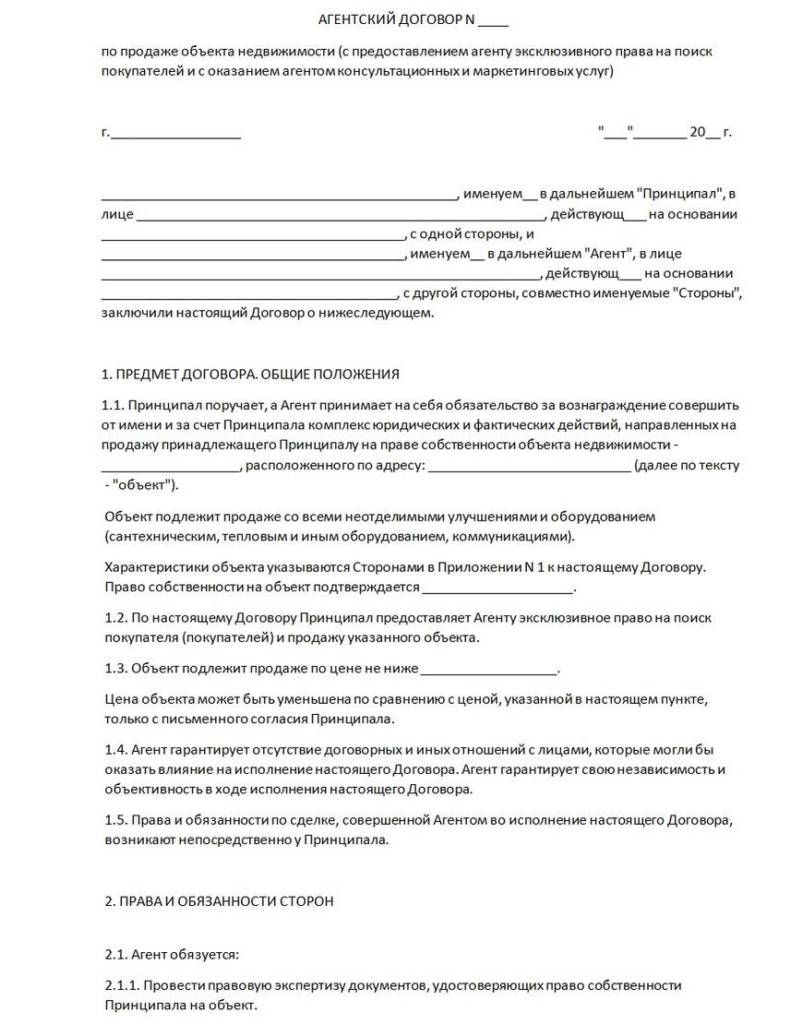 АГЕНТСКИЙ ДОГОВОР N ____
по продаже объекта недвижимости (с предоставлением агенту эксклюзивного права на поиск
покупателей и с оказанием агентом консультационных и маркетинговых услуг)
г._________________ "___"_______ 20__ г.
_______________________________________________, именуем__ в дальнейшем "Принципал", в
лице ______________________________________________________, действующ___ на основании
________________________________________, с одной стороны, и
________________________________________, именуем__ в дальнейшем "Агент", в лице
__________________________________________________________, действующ___ на основании
_______________________________________, с другой стороны, совместно именуемые "Стороны",
заключили настоящий Договор о нижеследующем.
1. ПРЕДМЕТ ДОГОВОРА. ОБЩИЕ ПОЛОЖЕНИЯ
1.1. Принципал поручает, а Агент принимает на себя обязательство за вознаграждение совершить
от имени и за счет Принципала комплекс юридических и фактических действий, направленных на
продажу принадлежащего Принципалу на праве собственности объекта недвижимости -
__________________, расположенного по адресу: ___________________________ (далее по тексту
- "объект").
Объект подлежит продаже со всеми неотделимыми улучшениями и оборудованием
(сантехническим, тепловым и иным оборудованием, коммуникациями).
Характеристики объекта указываются Сторонами в Приложении N 1 к настоящему Договору.
Право собственности на объект подтверждается ____________________.
1.2. По настоящему Договору Принципал предоставляет Агенту эксклюзивное право на поиск
покупателя (покупателей) и продажу указанного объекта.
1.3. Объект подлежит продаже по цене не ниже __________________.
Цена объекта может быть уменьшена по сравнению с ценой, указанной в настоящем пункте,
только с письменного согласия Принципала.
1.4. Агент гарантирует отсутствие договорных и иных отношений с лицами, которые могли бы
оказать влияние на исполнение настоящего Договора. Агент гарантирует свою независимость и
объективность в ходе исполнения настоящего Договора.
1.5. Права и обязанности по сделке, совершенной Агентом во исполнение настоящего Договора,
возникают непосредственно у Принципала.
2. ПРАВА И ОБЯЗАННОСТИ СТОРОН
2.1. Агент обязуется:
2.1.1. Провести правовую экспертизу документов, удостоверяющих право собственности
Принципала на объект.